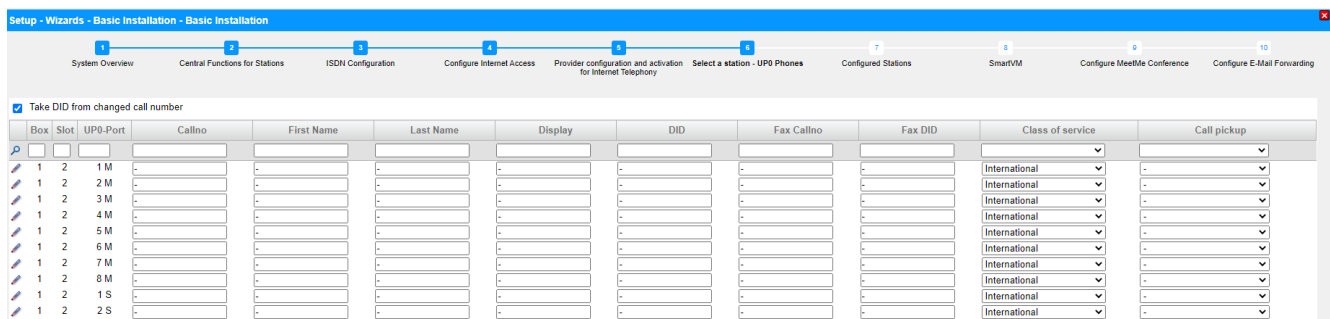 Setup - Wizards - Basic Installation - Basic Installation
1 2 3 4 5 6 7 8 9 10
System Overview Central Functions for Stations ISDN Configuration Configure Internet Access Provider configuration and activation for Internet Telephony Select a station - UP0 Phones Configured Stations SmartVM Configure MeetMe Conference Configure E-Mail Forwarding
Take DID from changed call number
Box Slot UP0-Port Callno First Name Last Name Display DID Fax Callno Fax DID Class of service Call pickup
1 2 1 M - - - - - - - International -
1 2 2 M - - - - - - - International -
1 2 3 M - - - - - - - International -
1 2 4 M - - - - - - - International -
1 2 5 M - - - - - - - International -
1 2 6 M - - - - - - - International -
1 2 7 M - - - - - - - International -
1 2 8 M - - - - - - - International -
1 2 1 S - - - - - - - International -
1 2 2 S - - - - - - - International -